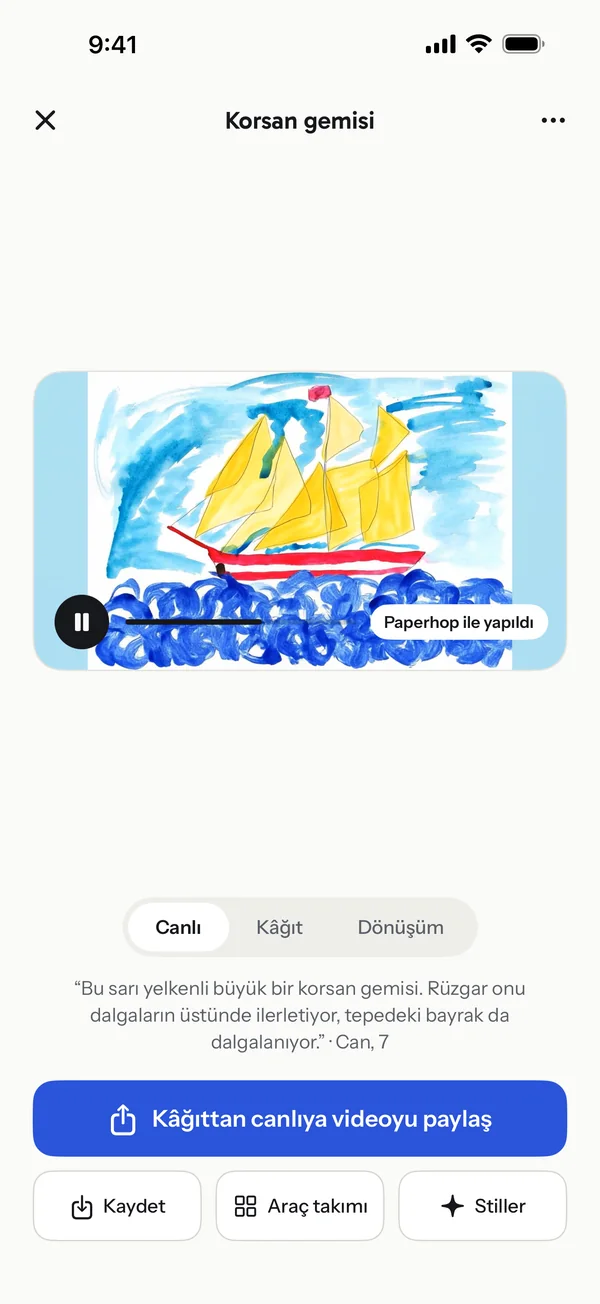 9:41
Korsan gemisi
Paperhop ile yapıldı
Canlı
Kâğıt
Dönüşüm
“Bu sarı yelkenli büyük bir korsan gemisi. Rüzgar onu
dalgaların üstünde ilerletiyor, tepedeki bayrak da
dalgalanıyor.” · Can, 7
Kâğıttan canlıya videoyu paylaş
Kaydet
Araç takımı
Stiller